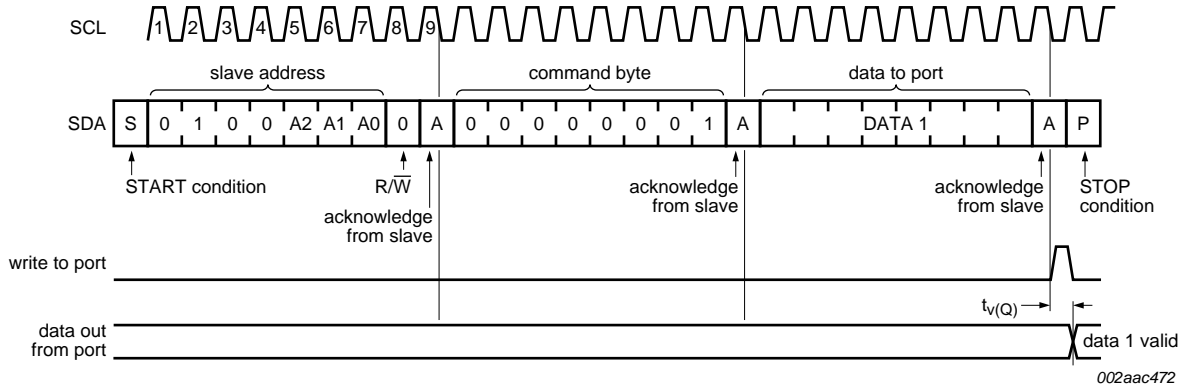 SCL 1 2 3 4 5 6 7 8 9
slave address command byte data to port
SDA S 0 1 0 0 A2 A1 A0 0 A 0 0 0 0 0 0 0 1 A DATA 1 A P
START condition R/W̅ acknowledge acknowledge STOP
from slave from slave condition
acknowledge
from slave
write to port
tv(Q)
data out
from port data 1 valid
002aac472